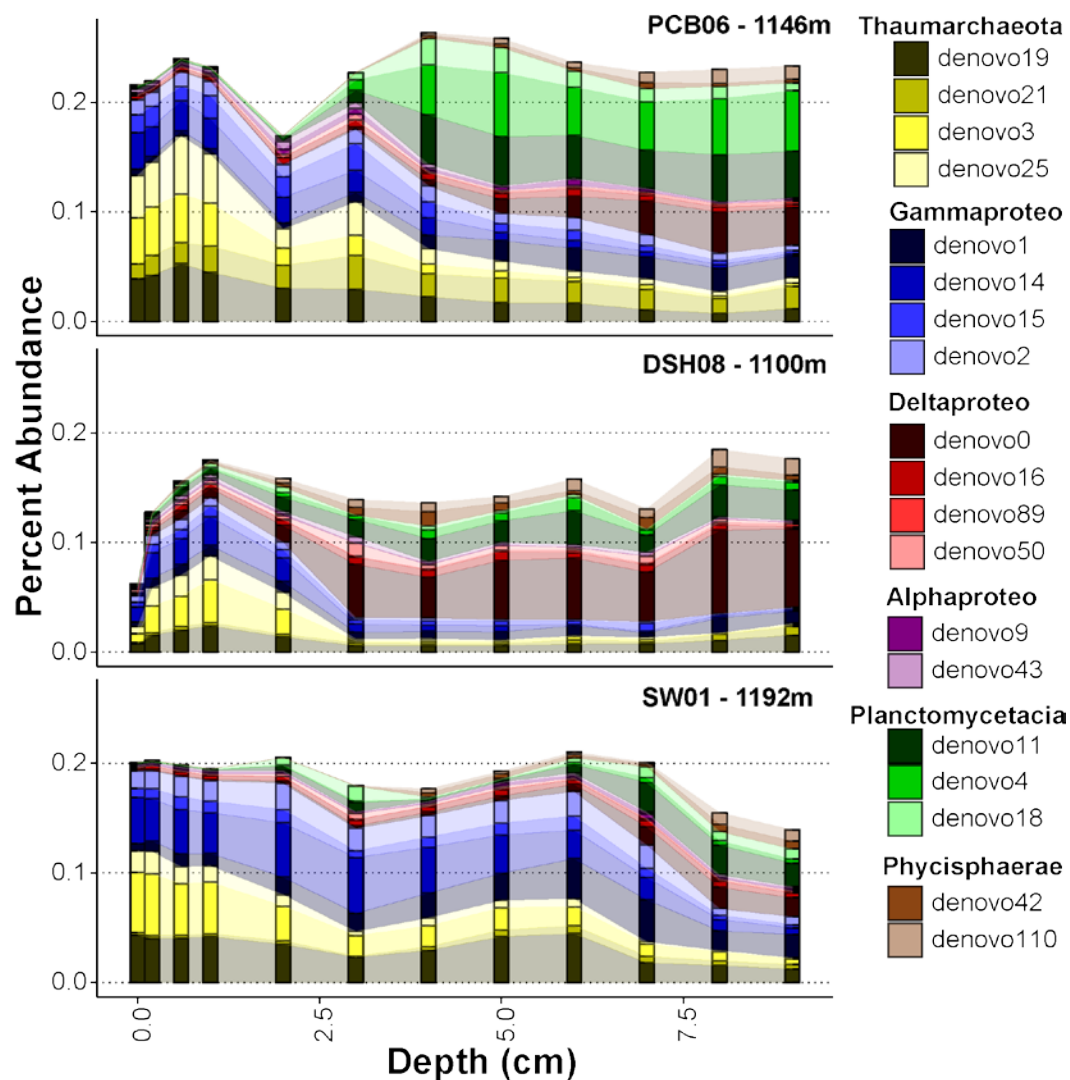 PCB06 - 1146m
0.2
0.1
0.0
DSH08 - 1100m
0.2
0.1
0.0
SW01 - 1192m
0.2
0.1
0.0
Percent Abundance
0.0
2.5
5.0
7.5
Depth (cm)
Thaumarchaeota
denovo19
denovo21
denovo3
denovo25
Gammaproteo
denovo1
denovo14
denovo15
denovo2
Deltaproteo
denovo0
denovo16
denovo89
denovo50
Alphaproteo
denovo9
denovo43
Planctomycetacia
denovo11
denovo4
denovo18
Phycisphaerae
denovo42
denovo110